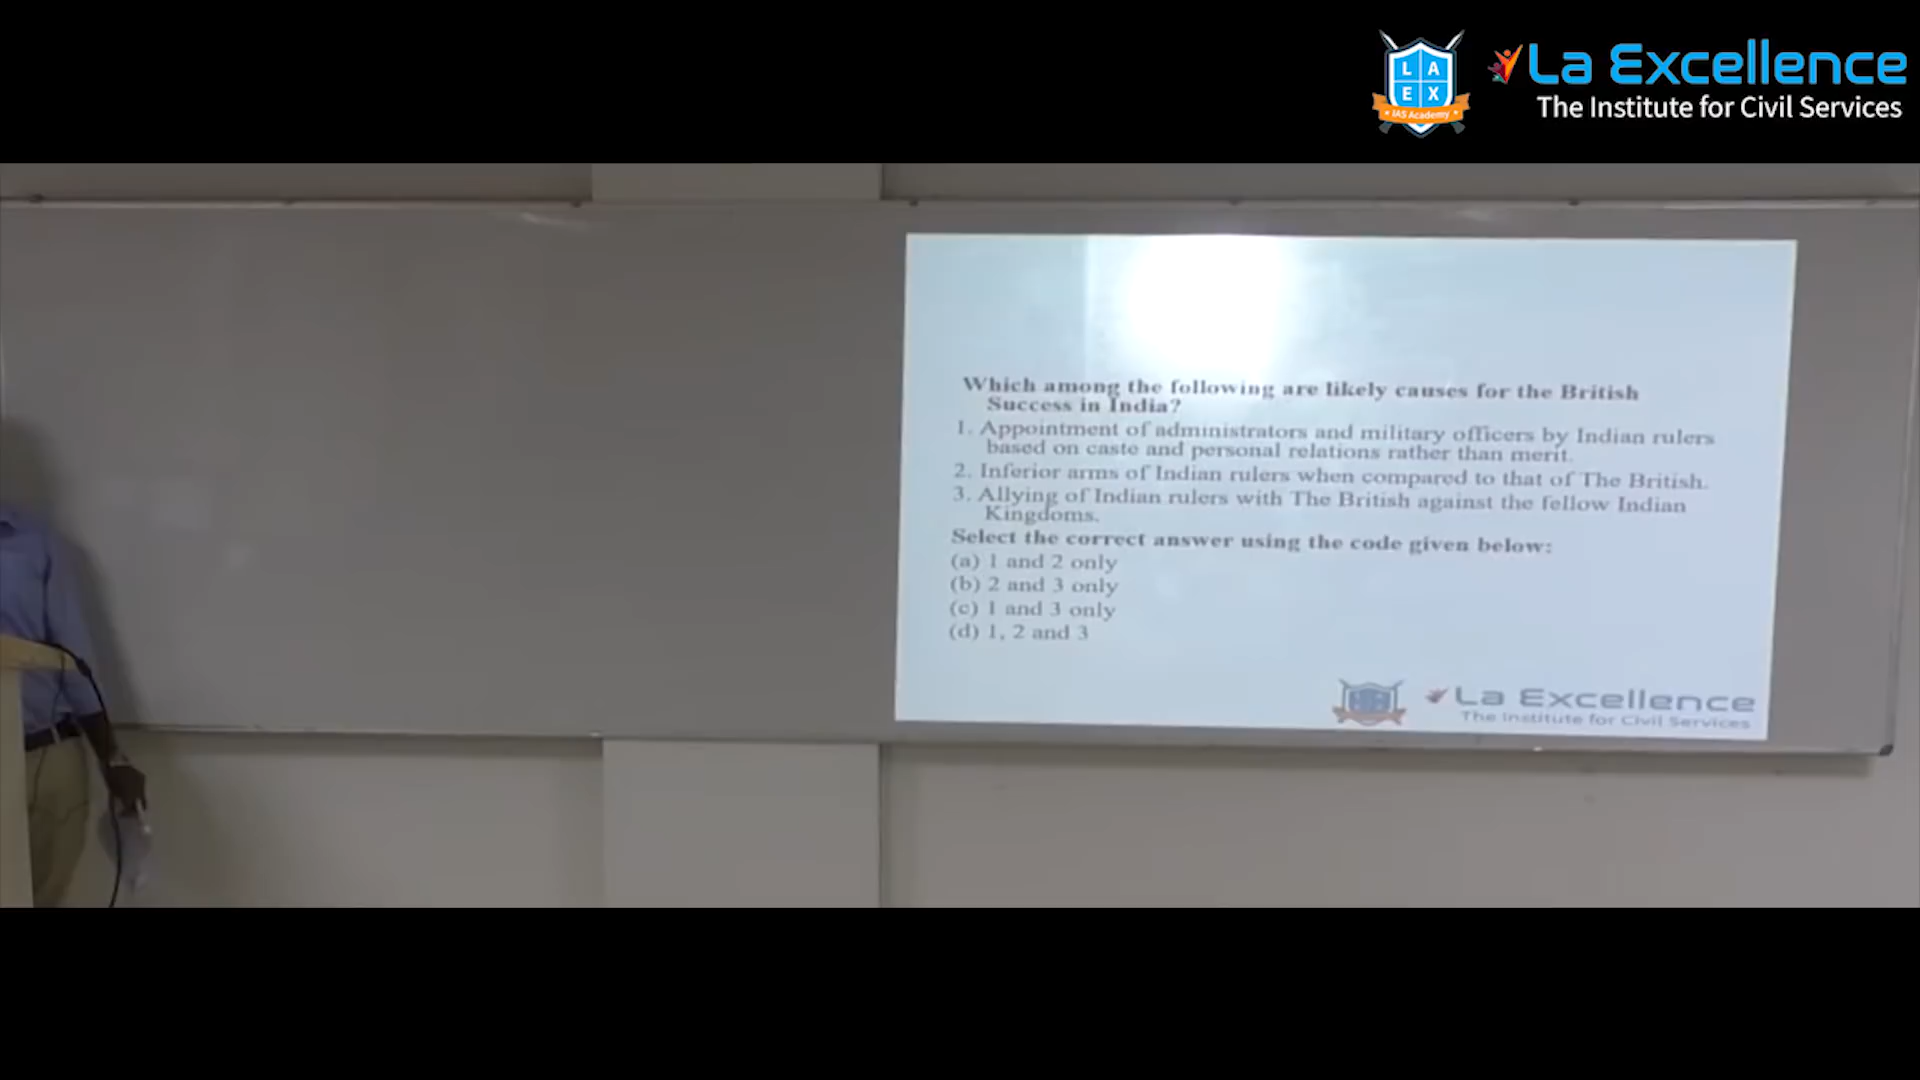 L A
E X
IAS Academy
La Excellence
The Institute for Civil Services
Which among the following are likely causes for the British
Success in India?
1. Appointment of administrators and military officers by Indian rulers
based on caste and personal relations rather than merit.
2. Inferior arms of Indian rulers when compared to that of The British.
3. Allying of Indian rulers with The British against the fellow Indian
Kingdoms.
Select the correct answer using the code given below:
(a) 1 and 2 only
(b) 2 and 3 only
(c) 1 and 3 only
(d) 1, 2 and 3
La Excellence
The Institute for Civil Services